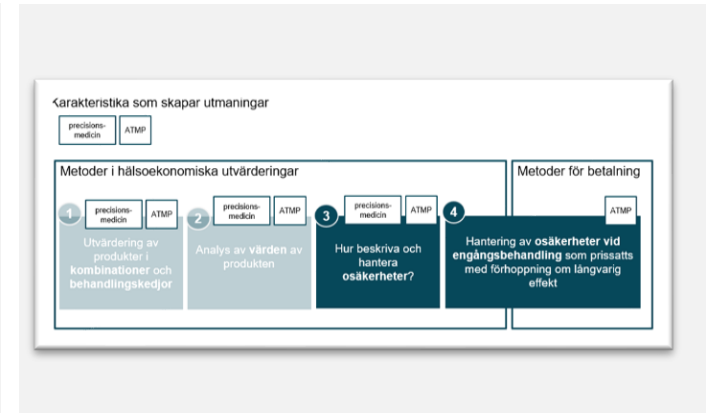 Karakteristika som skapar utmaningar
precisions-
medicin
ATMP
Metoder i hälsoekonomiska utvärderingar
Metoder för betalning
1
precisions-
medicin
ATMP
Utvärdering av
produkter i
kombinationer och
behandlingskedjor
2
precisions-
medicin
ATMP
Analys av värden av
produkten
3
precisions-
medicin
ATMP
Hur beskriva och
hantera
osäkerheter?
4
ATMP
Hantering av osäkerheter vid
engångsbehandling som prissatts
med förhoppning om långvarig
effekt